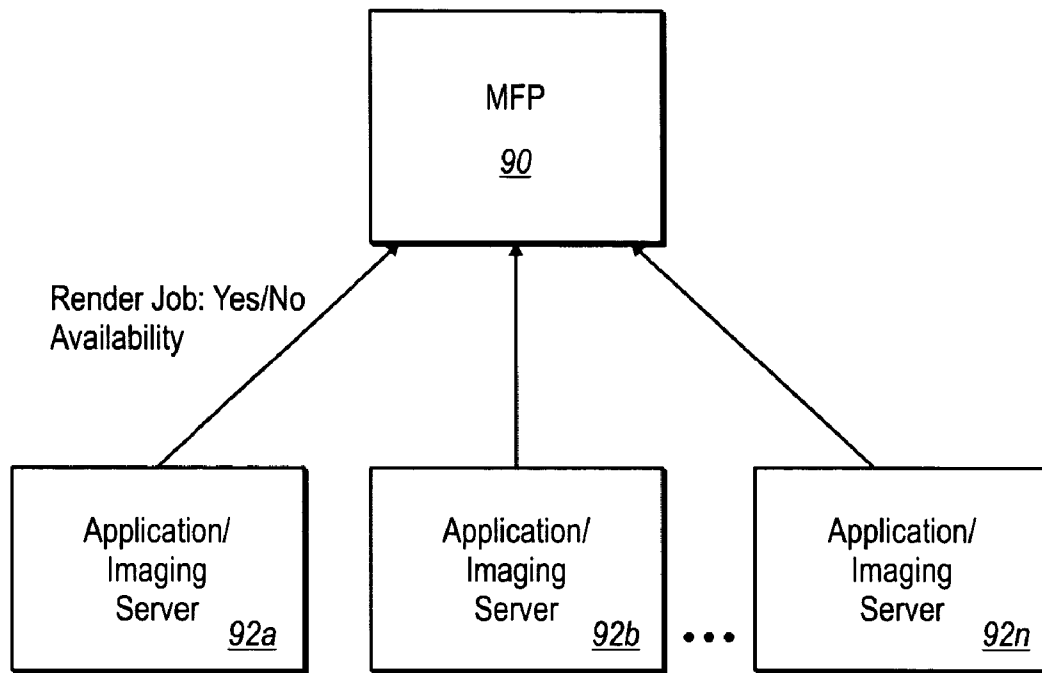 MFP
90
Render Job: Yes/No
Availability
Application/
Imaging
Server
92a
Application/
Imaging
Server
92b
•••
Application/
Imaging
Server
92n